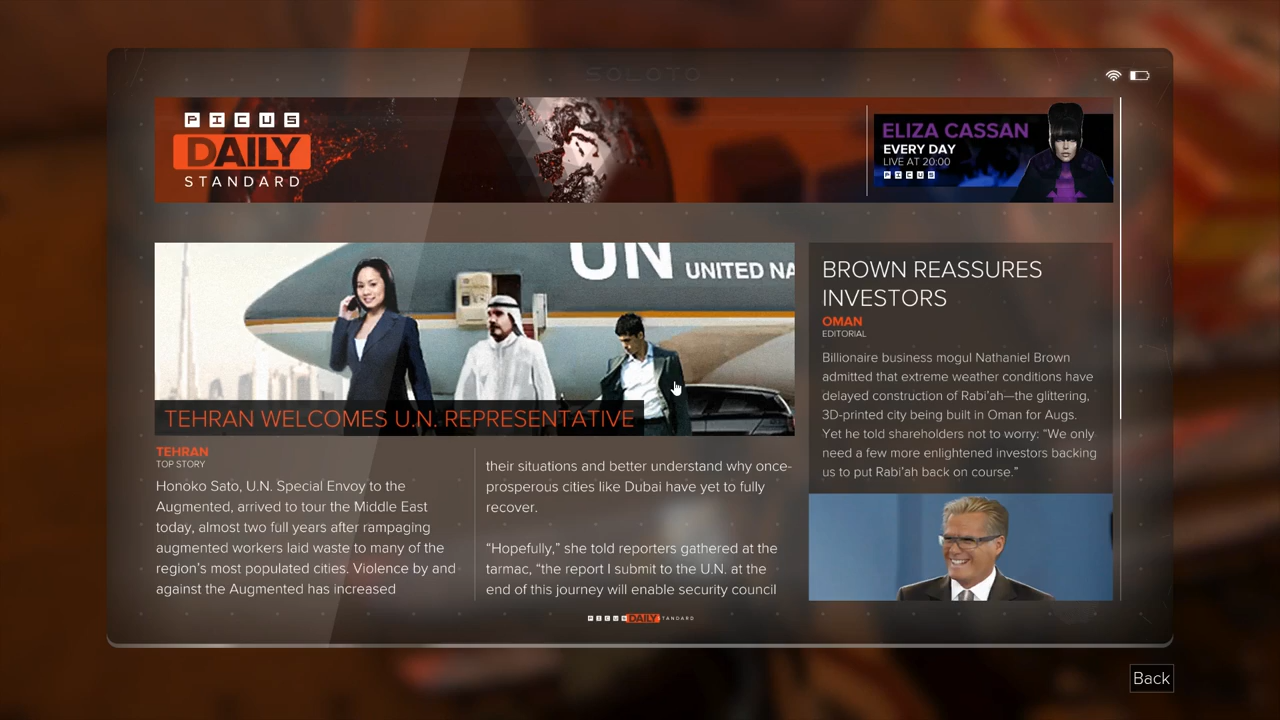 SOLOTO
PICUS
DAILY
STANDARD
ELIZA CASSAN
EVERY DAY
LIVE AT 20:00
PICUS
UN UNITED NA
TEHRAN WELCOMES U.N. REPRESENTATIVE
TEHRAN
TOP STORY
Honoko Sato, U.N. Special Envoy to the
Augmented, arrived to tour the Middle East
today, almost two full years after rampaging
augmented workers laid waste to many of the
region's most populated cities. Violence by and
against the Augmented has increased
their situations and better understand why once-
prosperous cities like Dubai have yet to fully
recover.
“Hopefully,” she told reporters gathered at the
tarmac, “the report I submit to the U.N. at the
end of this journey will enable security council
BROWN REASSURES
INVESTORS
OMAN
EDITORIAL
Billionaire business mogul Nathaniel Brown
admitted that extreme weather conditions have
delayed construction of Rabi'ah—the glittering,
3D-printed city being built in Oman for Augs.
Yet he told shareholders not to worry: “We only
need a few more enlightened investors backing
us to put Rabi'ah back on course.”
PICUS DAILY STANDARD
Back